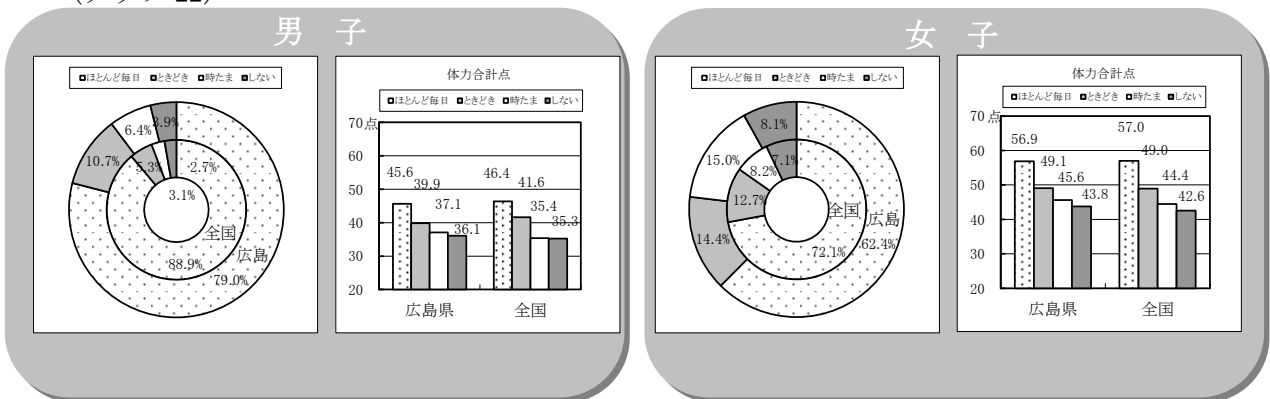 男 子
□ほとんど毎日 ■ときどき □時たま ■しない
3.9%
6.4%
10.7%
5.3%
2.7%
3.1%
全国
広島
88.9%
79.0%
体力合計点
□ほとんど毎日 ■ときどき □時たま ■しない
70点
60
50
40
30
20
45.6
39.9
37.1
36.1
46.4
41.6
35.4
35.3
広島県 全国
女 子
□ほとんど毎日 ■ときどき □時たま ■しない
8.1%
15.0%
7.1%
8.2%
12.7%
14.4%
全国
広島
72.1%
62.4%
体力合計点
□ほとんど毎日 ■ときどき □時たま ■しない
70点
60
50
40
30
20
56.9
49.1
45.6
43.8
57.0
49.0
44.4
42.6
広島県 全国